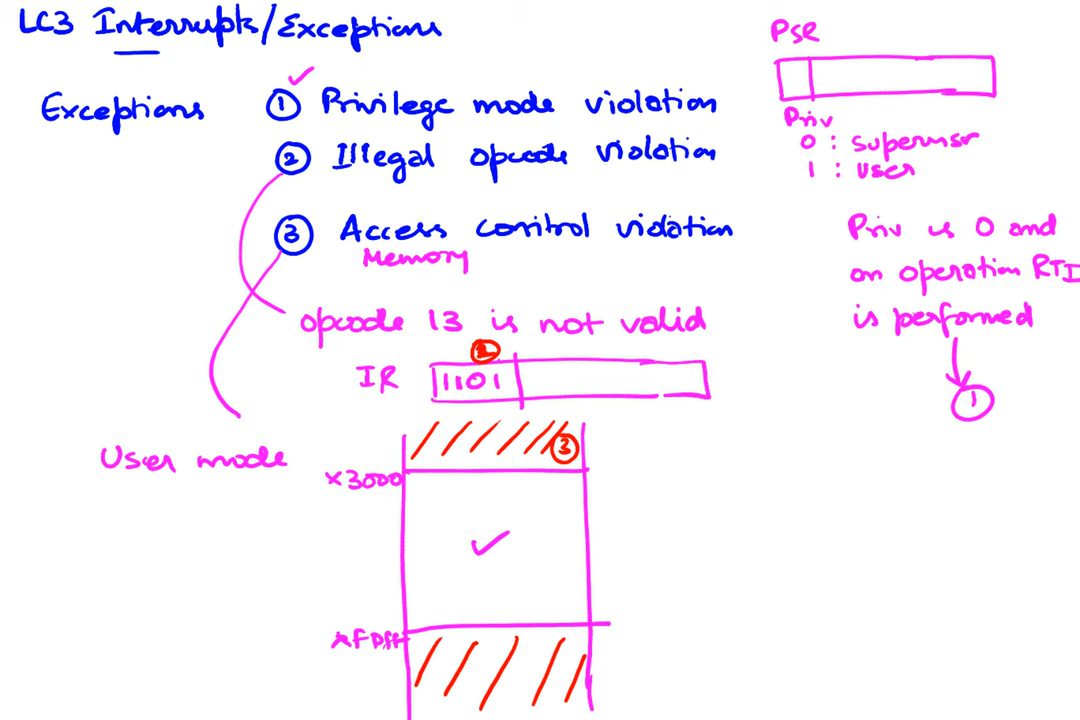 LC3 Interrupts/Exceptions
Exceptions
① Privilege mode violation
② Illegal opcode violation
③ Access control violation
Memory
PSR
Priv
0 : supervisr
1 : user
Priv is 0 and
on operation RTI
is performed
①
opcode 13 is not valid
②
IR 1101
User mode
③
x3000
xFDff